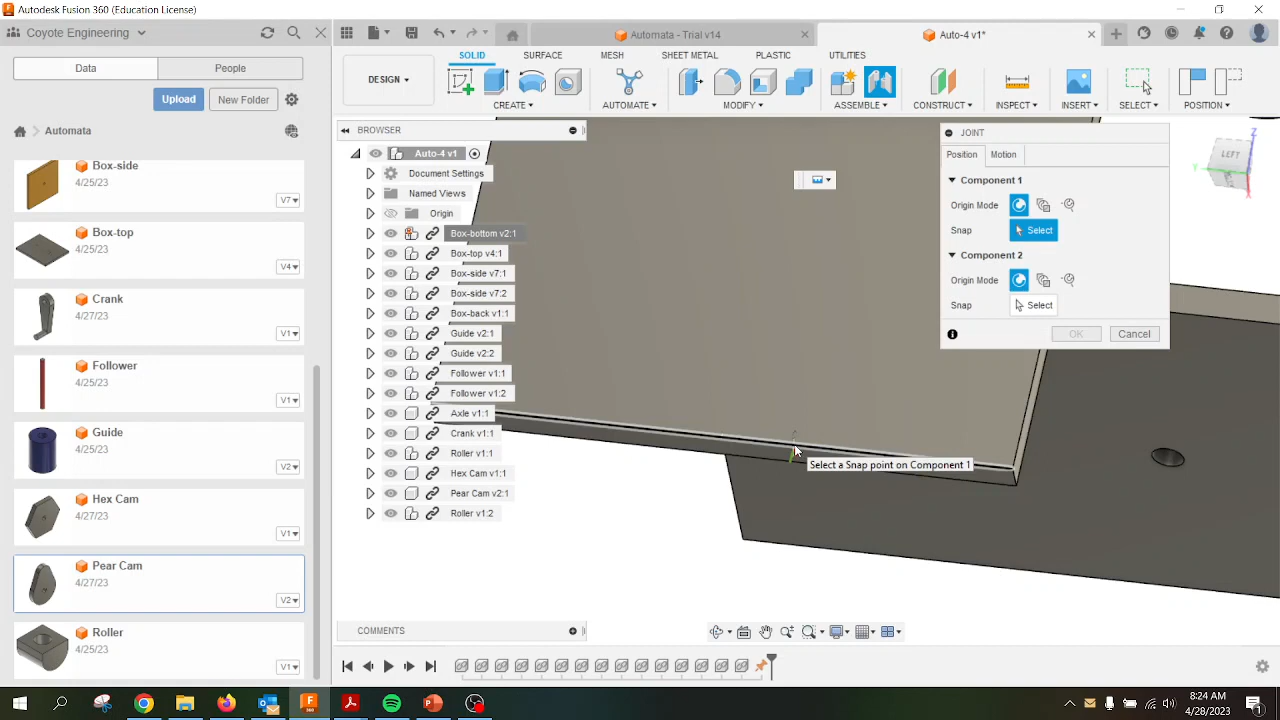 Autodesk Fusion 360 (Education License)
Coyote Engineering
Automata - Trial v14
Auto-4 v1*
Data
People
Upload
New Folder
Automata
DESIGN
SOLID
SURFACE
MESH
SHEET METAL
PLASTIC
UTILITIES
CREATE
AUTOMATE
MODIFY
ASSEMBLE
CONSTRUCT
INSPECT
INSERT
SELECT
POSITION
Box-side
4/25/23
V7
Box-top
4/25/23
V4
Crank
4/27/23
V1
Follower
4/25/23
V1
Guide
4/25/23
V2
Hex Cam
4/27/23
V1
Pear Cam
4/27/23
V2
Roller
4/25/23
V1
BROWSER
Auto-4 v1
Document Settings
Named Views
Origin
Box-bottom v2:1
Box-top v4:1
Box-side v7:1
Box-side v7:2
Box-back v1:1
Guide v2:1
Guide v2:2
Follower v1:1
Follower v1:2
Axle v1:1
Crank v1:1
Roller v1:1
Hex Cam v1:1
Pear Cam v2:1
Roller v1:2
JOINT
Position
Motion
Component 1
Origin Mode
Snap
Select
Component 2
Origin Mode
Snap
Select
OK
Cancel
LEFT
Z
Y
X
Select a Snap point on Component 1
COMMENTS
8:24 AM
4/28/2023